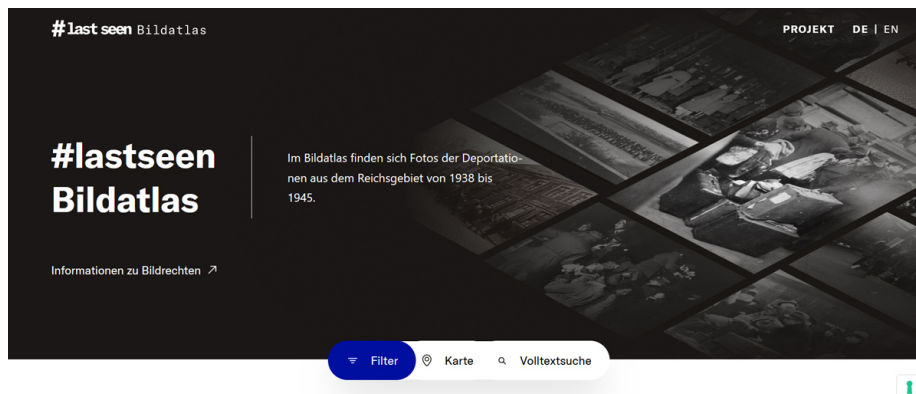 #last seen Bildatlas
PROJEKT DE | EN
#lastseen
Bildatlas
Im Bildatlas finden sich Fotos der Deportatio-
nen aus dem Reichsgebiet von 1938 bis
1945.
Informationen zu Bildrechten ↗
Filter Karte Volltextsuche